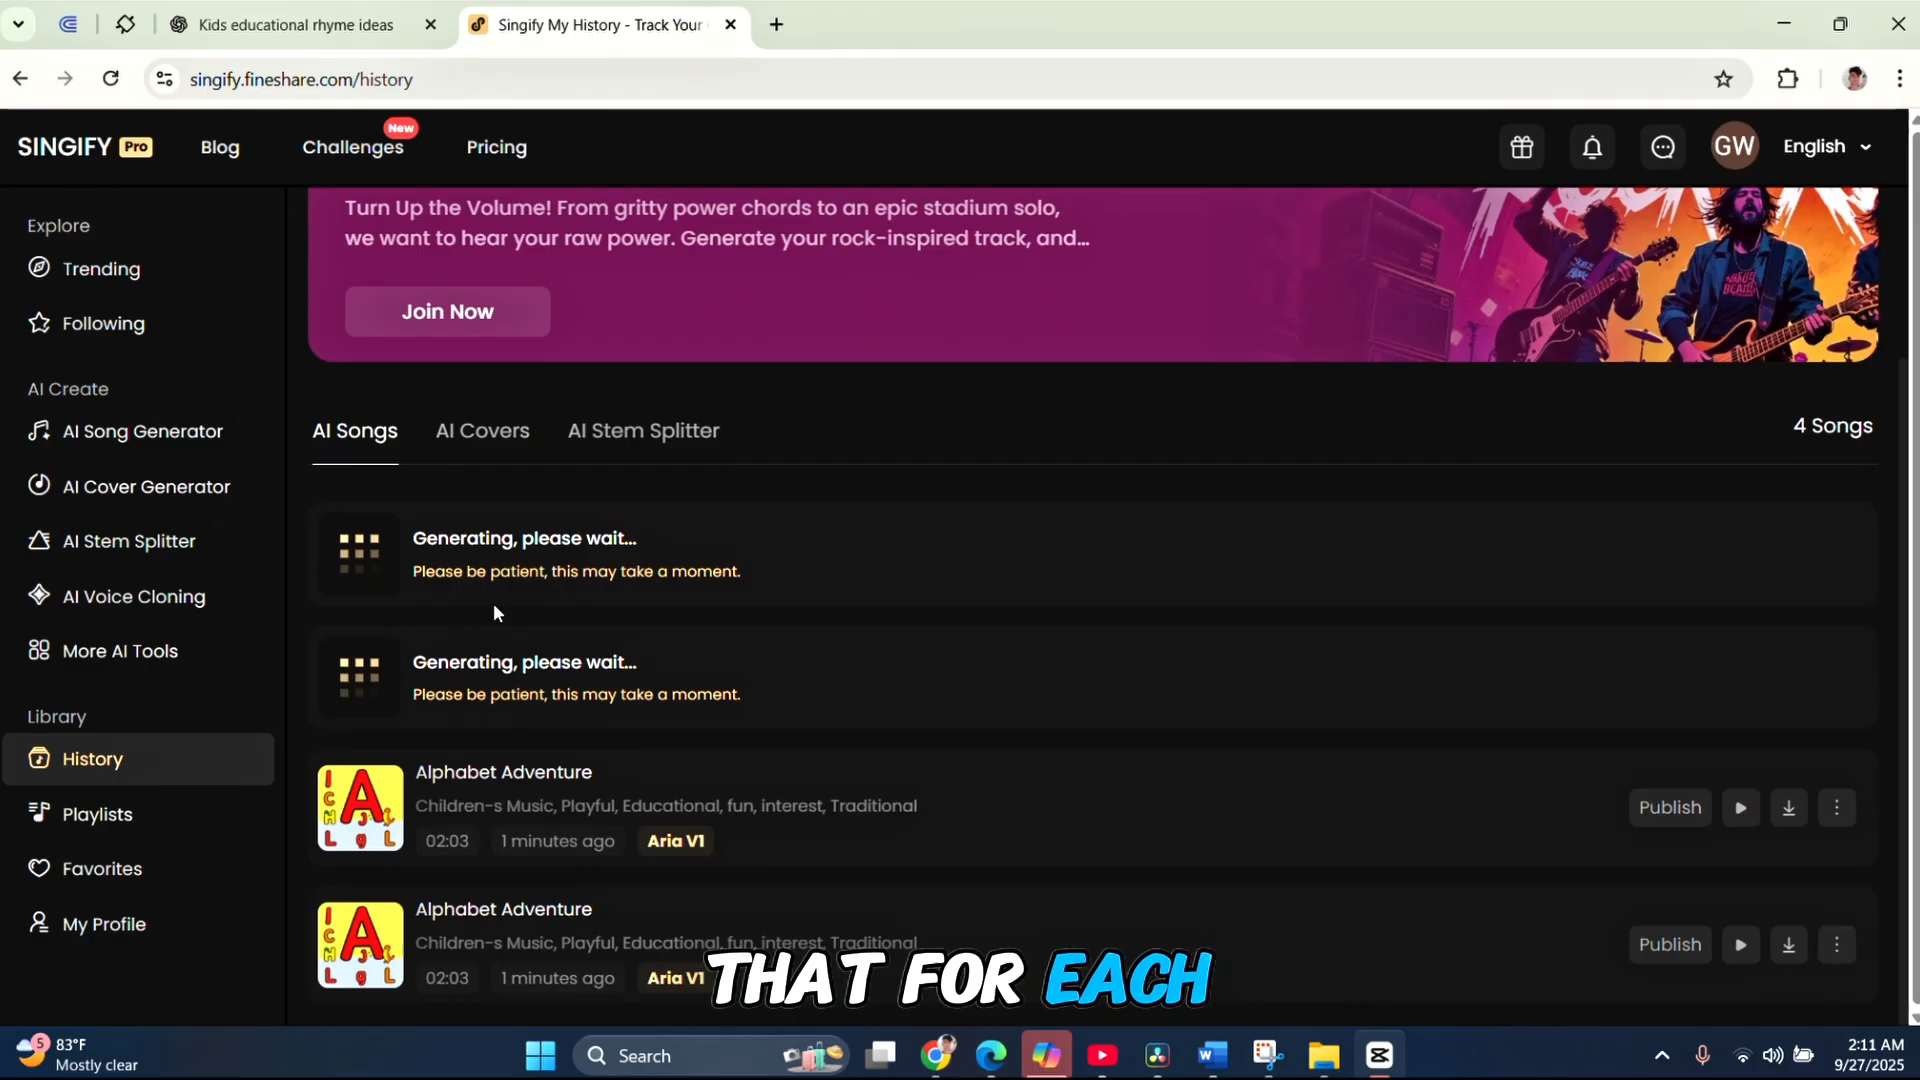 Kids educational rhyme ideas
Singify My History - Track Your
singify.fineshare.com/history
SINGIFY Pro
Blog
Challenges
New
Pricing
GW
English
Explore
Trending
Following
AI Create
AI Song Generator
AI Cover Generator
AI Stem Splitter
AI Voice Cloning
More AI Tools
Library
History
Playlists
Favorites
My Profile
Turn Up the Volume! From gritty power chords to an epic stadium solo,
we want to hear your raw power. Generate your rock-inspired track, and...
Join Now
AI Songs
AI Covers
AI Stem Splitter
4 Songs
Generating, please wait...
Please be patient, this may take a moment.
Generating, please wait...
Please be patient, this may take a moment.
Alphabet Adventure
Children-s Music, Playful, Educational, fun, interest, Traditional
02:03
1 minutes ago
Aria V1
Publish
Alphabet Adventure
Children-s Music, Playful, Educational, fun, interest, Traditional
02:03
1 minutes ago
Aria V1
Publish
THAT FOR EACH
5
83°F
Mostly clear
Search
2:11 AM
9/27/2025